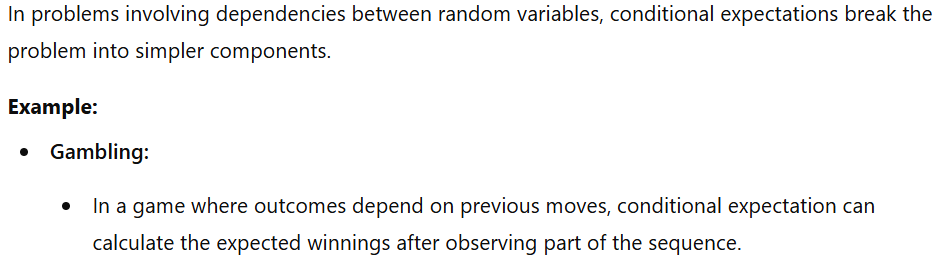 In problems involving dependencies between random variables, conditional expectations break the
problem into simpler components.
Example:
• Gambling:
• In a game where outcomes depend on previous moves, conditional expectation can
calculate the expected winnings after observing part of the sequence.